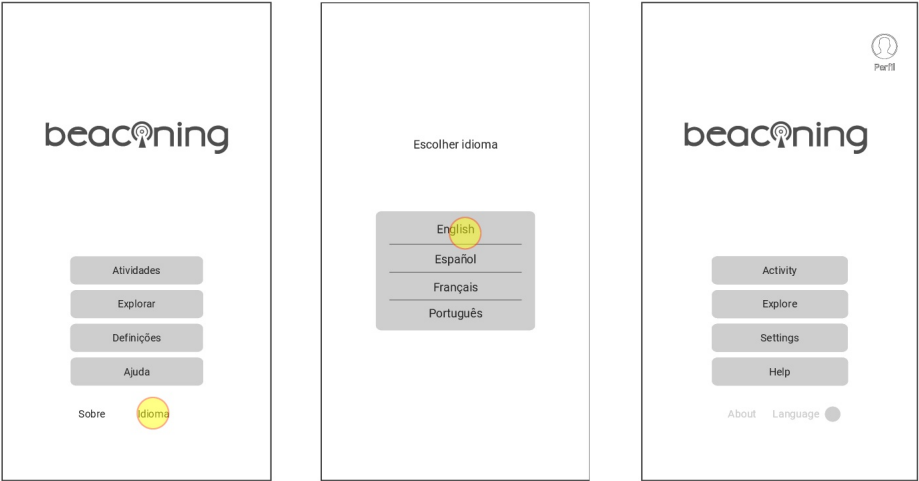 beaconing
Atividades
Explorar
Definições
Ajuda
Sobre Idioma
Escolher idioma
English
Español
Français
Português
Perfil
beaconing
Activity
Explore
Settings
Help
About Language